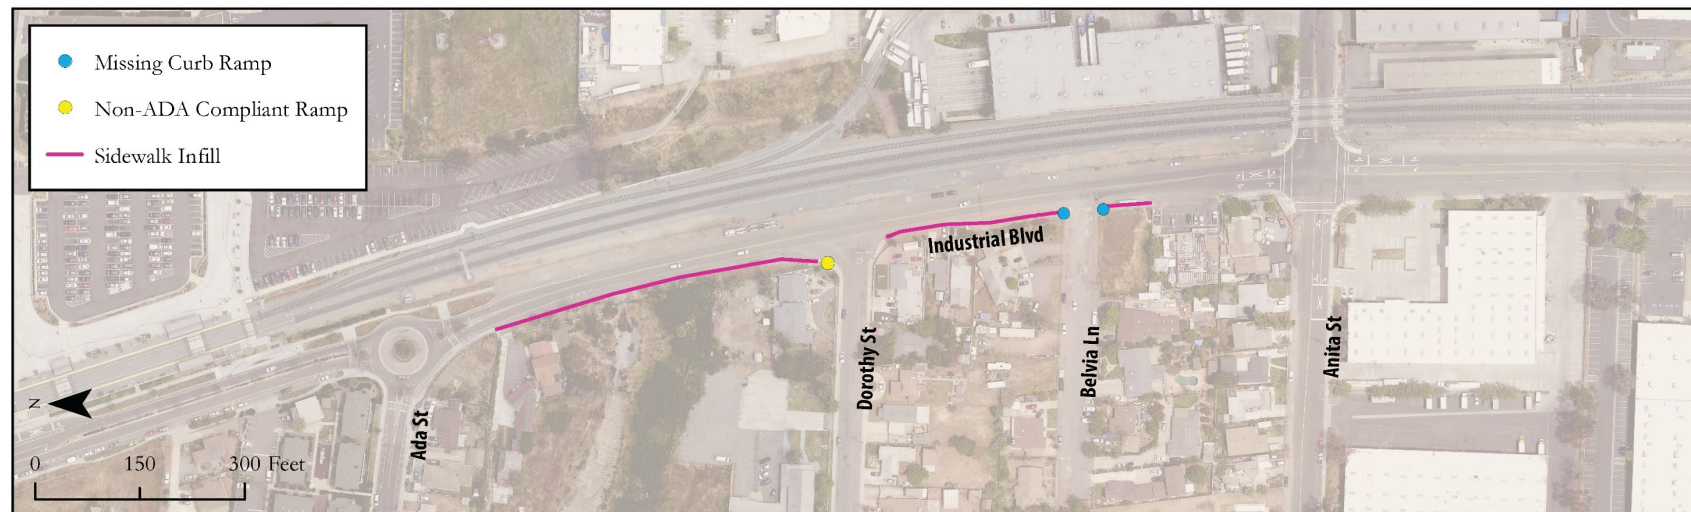 Missing Curb Ramp
Non-ADA Compliant Ramp
Sidewalk Infill
Industrial Blvd
Dorothy St
Belvia Ln
Anita St
Ada St
N
0 150 300 Feet